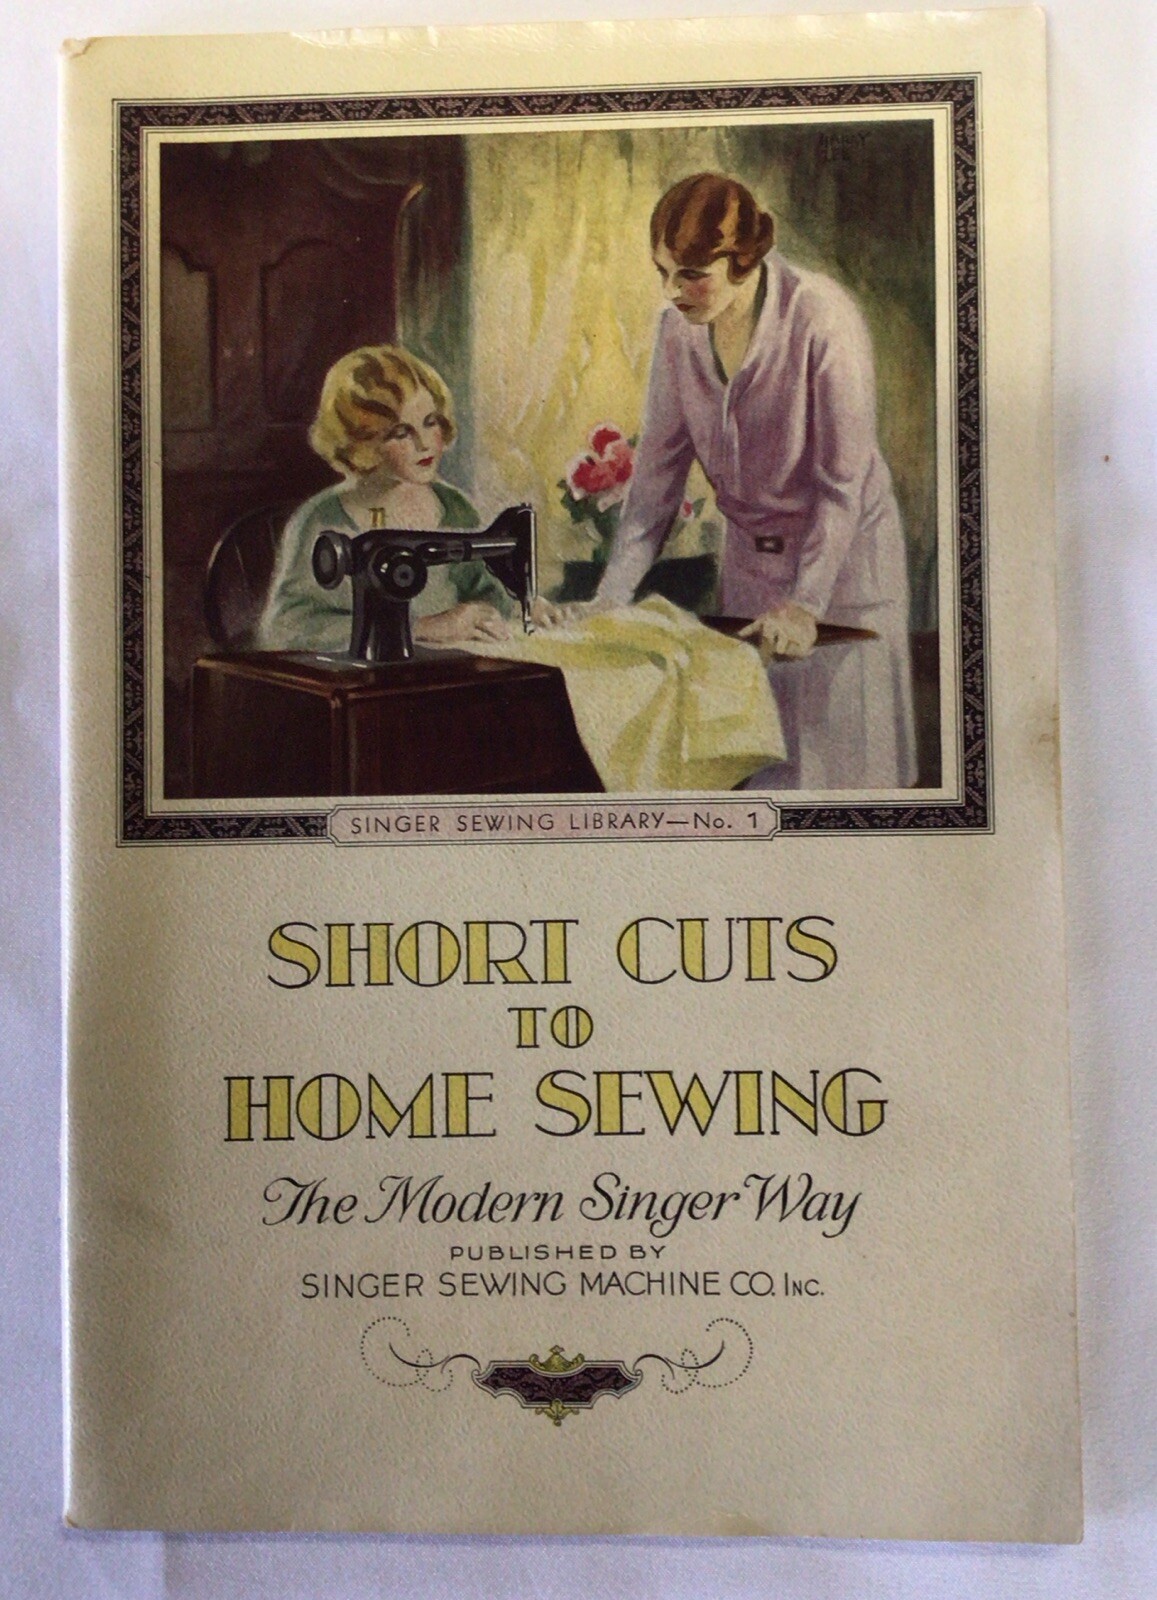 SINGER SEWING LIBRARY—No. 1
SHORT CUTS
TO
HOME SEWING
The Modern Singer Way
PUBLISHED BY
SINGER SEWING MACHINE CO. INC.